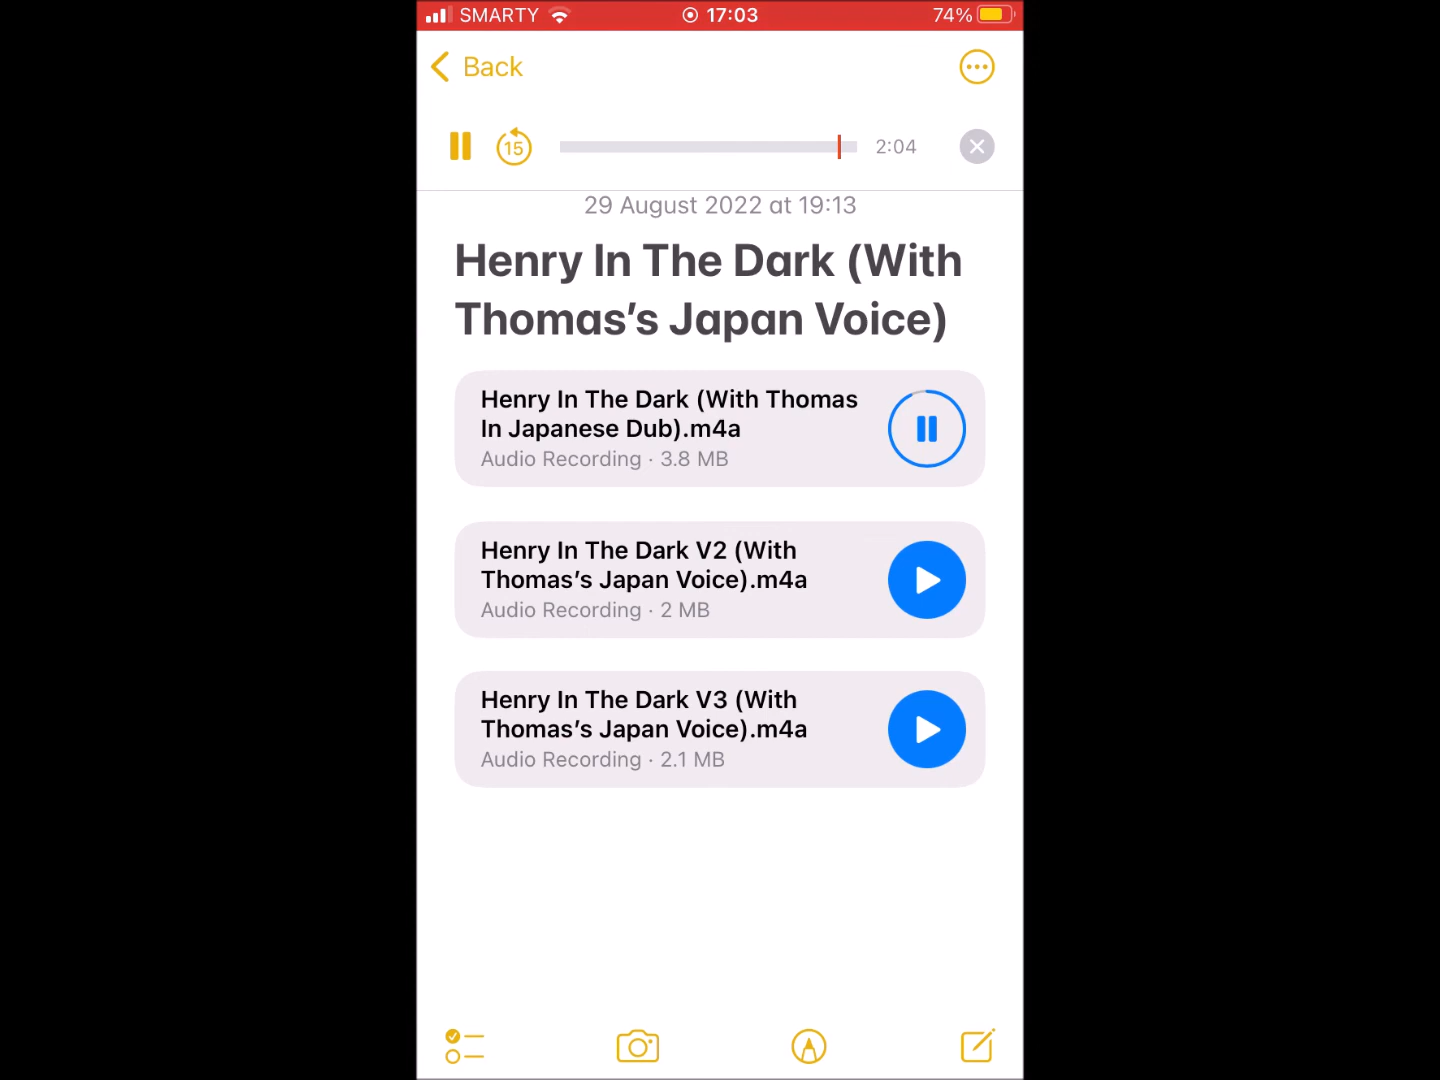 SMARTY 17:03 74%
Back
15 2:04
29 August 2022 at 19:13
Henry In The Dark (With
Thomas’s Japan Voice)
Henry In The Dark (With Thomas
In Japanese Dub).m4a
Audio Recording · 3.8 MB
Henry In The Dark V2 (With
Thomas’s Japan Voice).m4a
Audio Recording · 2 MB
Henry In The Dark V3 (With
Thomas’s Japan Voice).m4a
Audio Recording · 2.1 MB